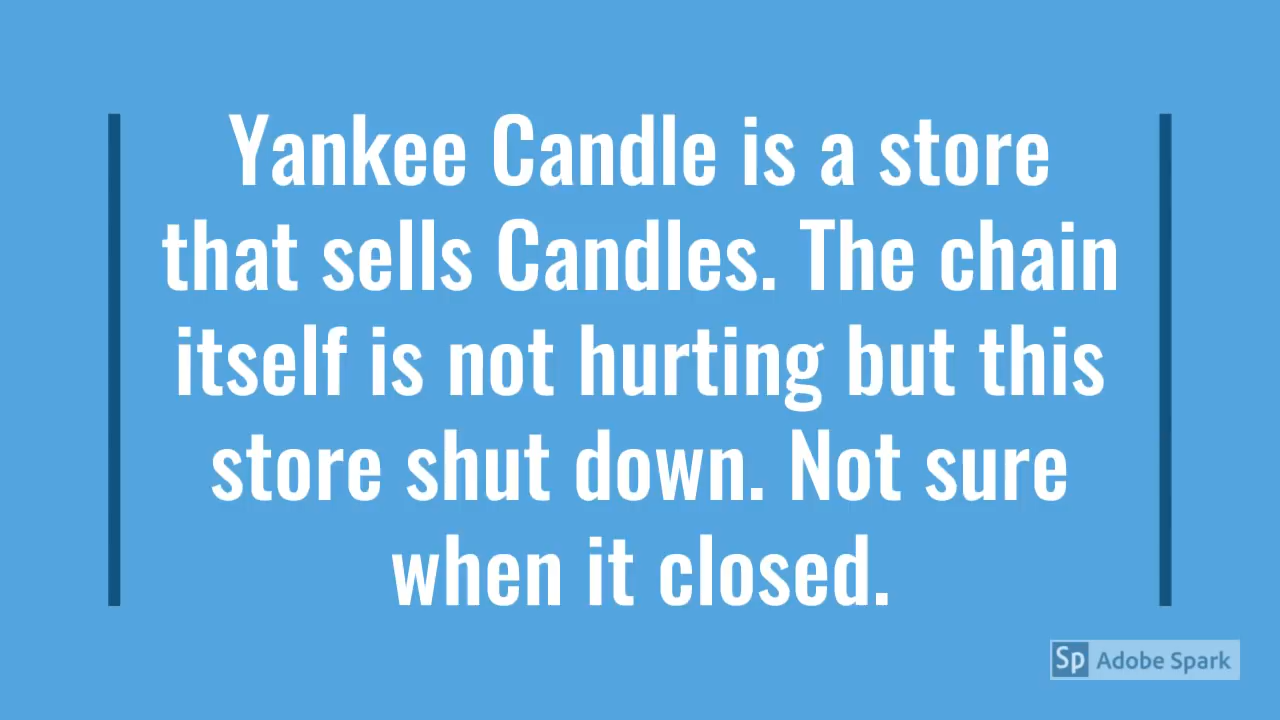 Yankee Candle is a store
that sells Candles. The chain
itself is not hurting but this
store shut down. Not sure
when it closed.
Sp Adobe Spark